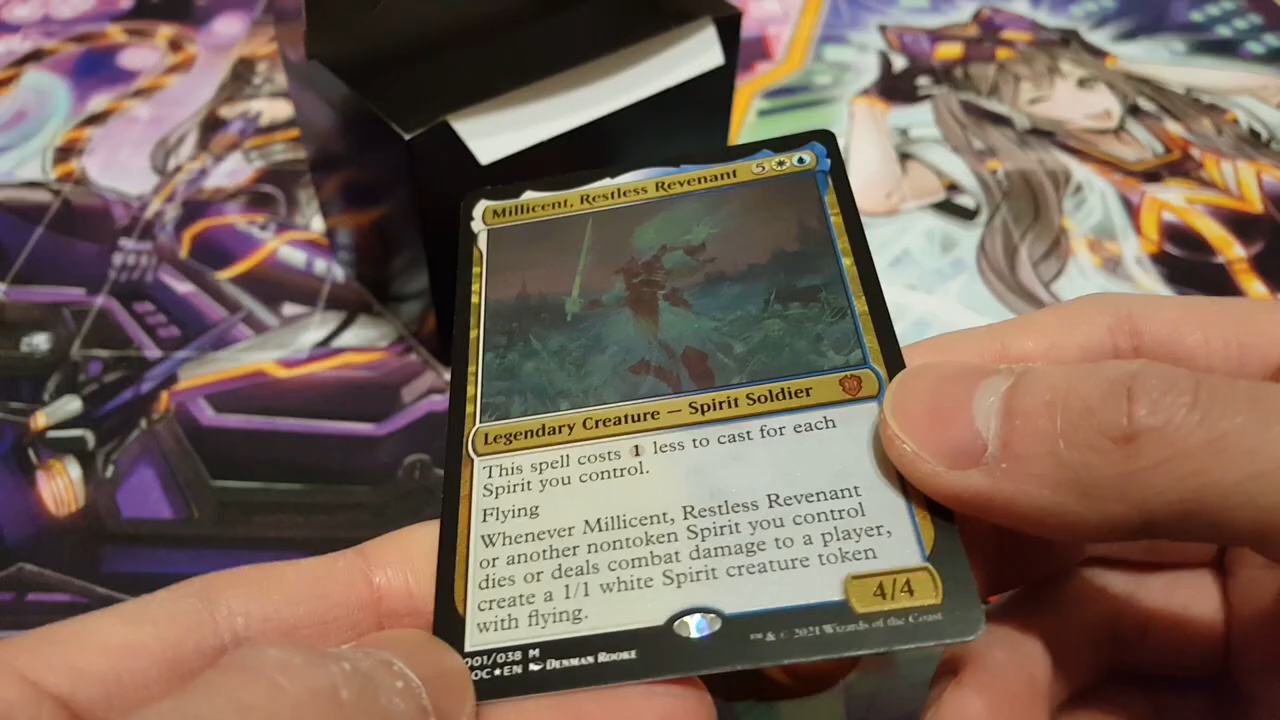 Millicent, Restless Revenant 5
Legendary Creature — Spirit Soldier
This spell costs 1 less to cast for each
Spirit you control.
Flying
Whenever Millicent, Restless Revenant
or another nontoken Spirit you control
dies or deals combat damage to a player,
create a 1/1 white Spirit creature token
with flying.
4/4
001/038 M
OC★EN Denman Rooke
™ & © 2021 Wizards of the Coast